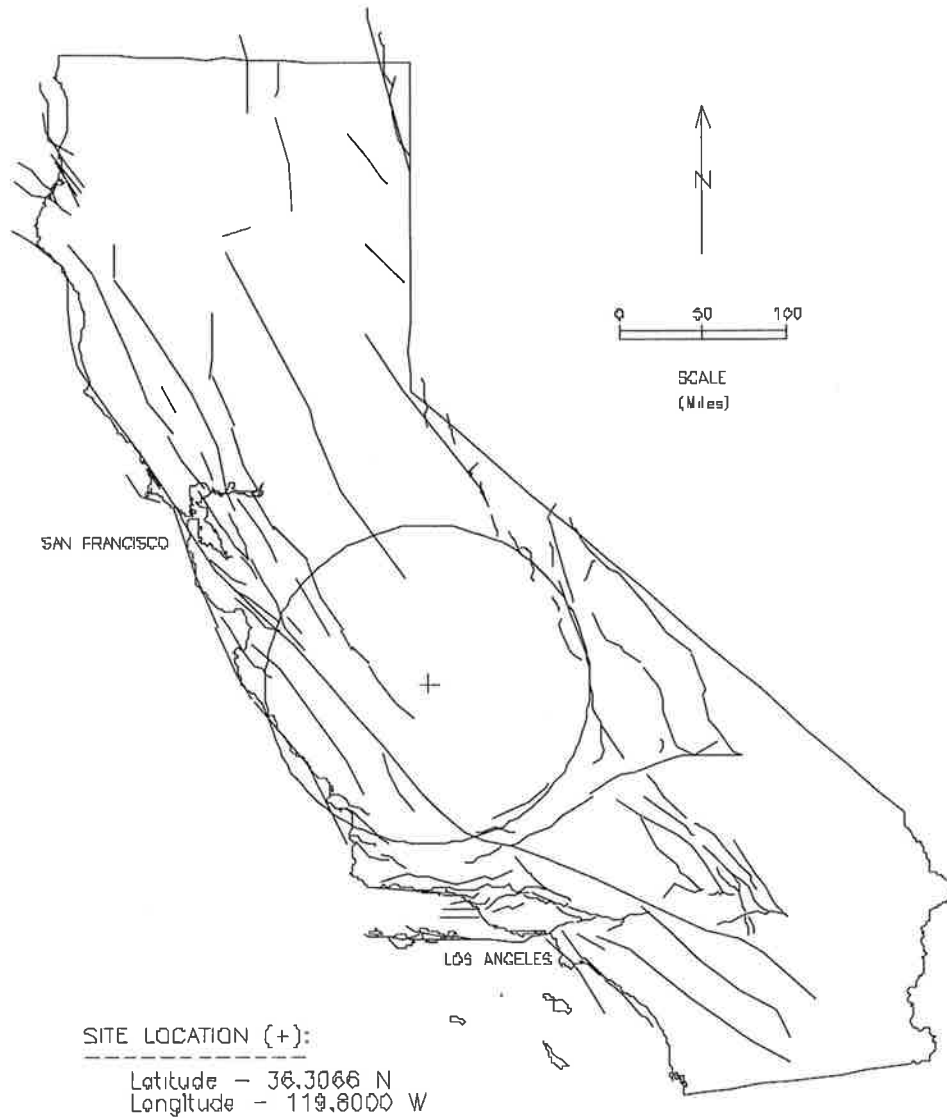 N
0 50 100
SCALE
(Miles)
SAN FRANCISCO
LOS ANGELES
SITE LOCATION (+):
Latitude – 36.3066 N
Longitude – 119.8000 W